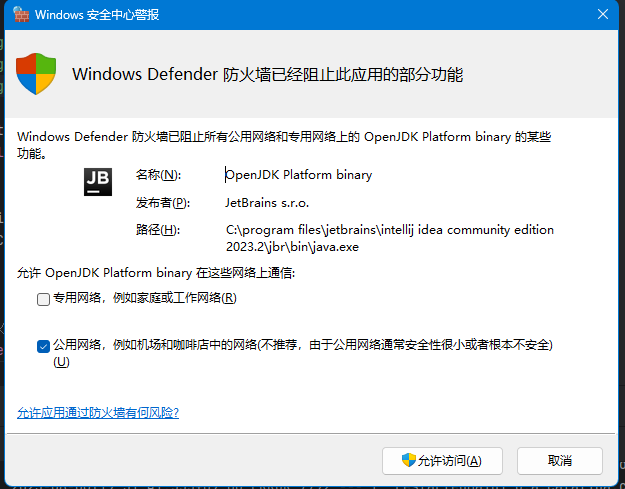 Windows 安全中心警报
Windows Defender 防火墙已经阻止此应用的部分功能
Windows Defender 防火墙已阻止所有公用网络和专用网络上的 OpenJDK Platform binary 的某些
功能。
JB
名称(N): OpenJDK Platform binary
发布者(P): JetBrains s.r.o.
路径(H): C:\program files\jetbrains\intellij idea community edition
2023.2\jbr\bin\java.exe
允许 OpenJDK Platform binary 在这些网络上通信:
专用网络，例如家庭或工作网络(R)
公用网络，例如机场和咖啡店中的网络(不推荐，由于公用网络通常安全性很小或者根本不安全)
(U)
允许应用通过防火墙有何风险?
允许访问(A) 取消